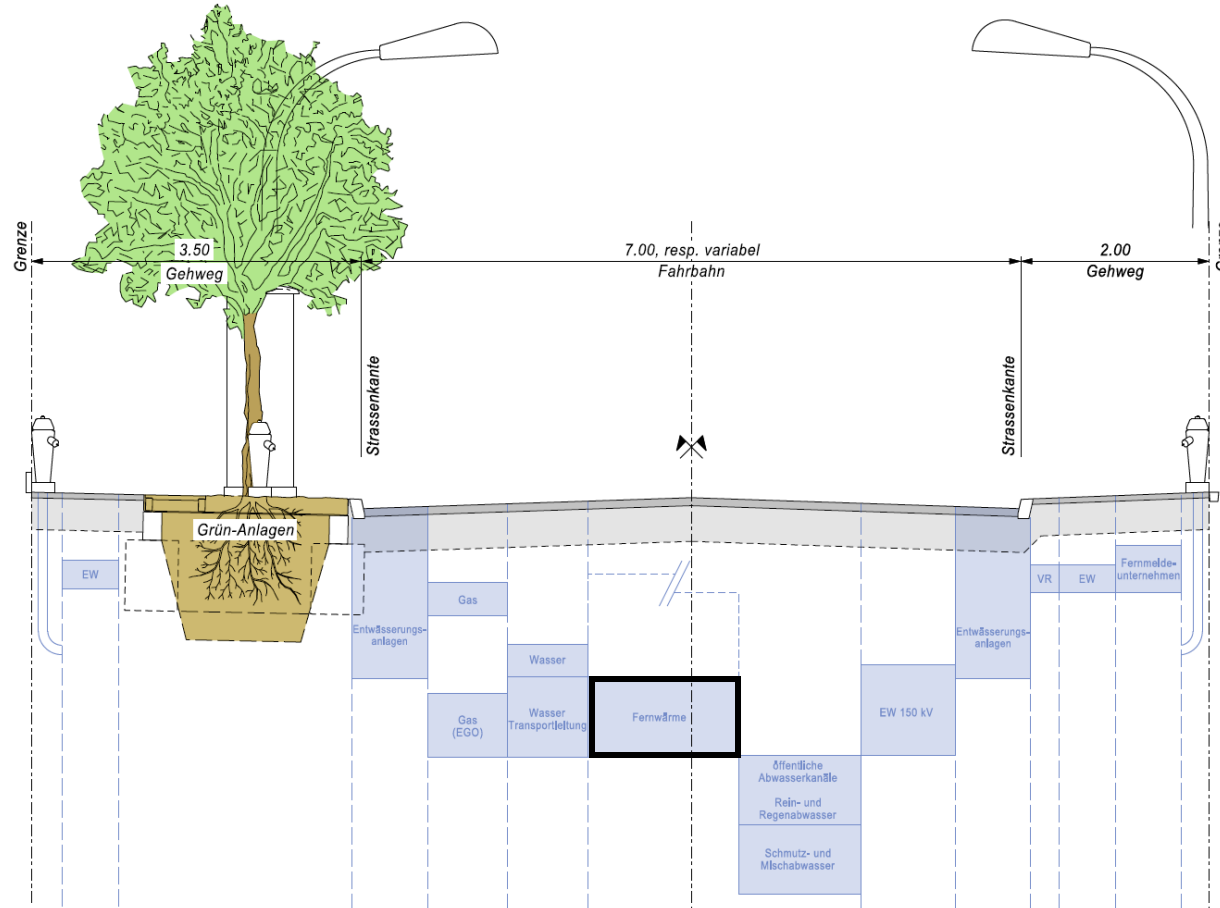 Grenze
3.50
Gehweg
7.00, resp. variabel
Fahrbahn
2.00
Gehweg
Strassenkante
Strassenkante
Grün-Anlagen
EW
Gas
Entwässerungs-
anlagen
Wasser
Gas
(EGO)
Wasser
Transportleitung
Fernwärme
öffentliche
Abwasserkanäle
Rein- und
Regenabwasser
Schmutz- und
Mischabwasser
EW 150 kV
Entwässerungs-
anlagen
VR
EW
Fernmelde-
unternehmen